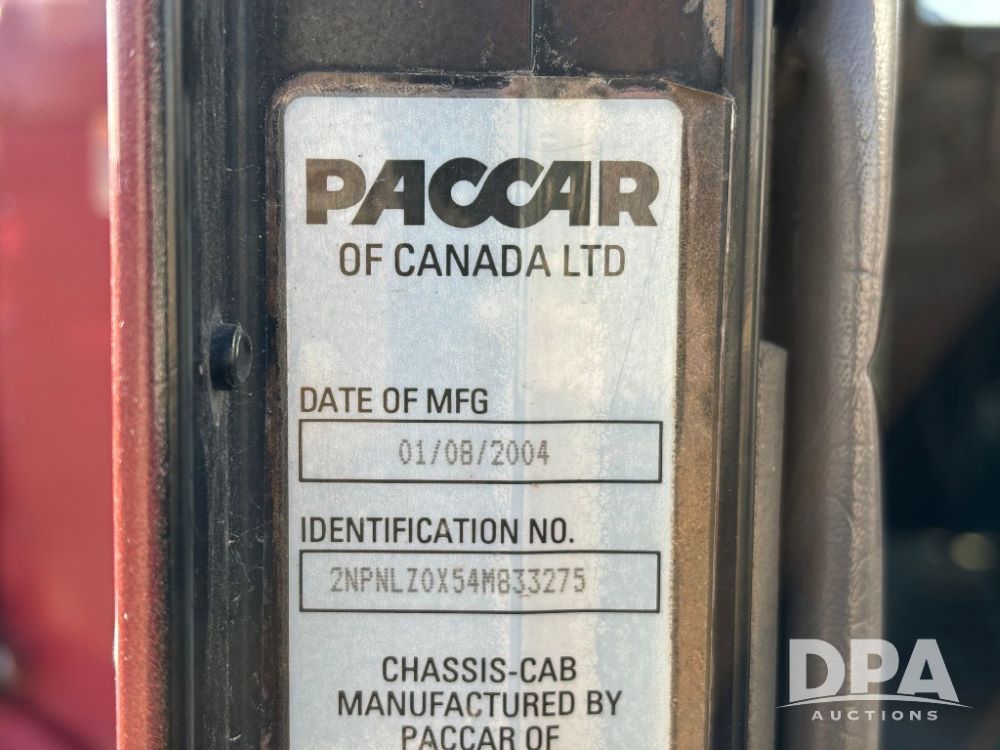 PACCAR
OF CANADA LTD
DATE OF MFG
01/08/2004
IDENTIFICATION NO.
2NPNLZ0X54M833275
CHASSIS-CAB
MANUFACTURED BY
PACCAR OF
DPA
AUCTIONS